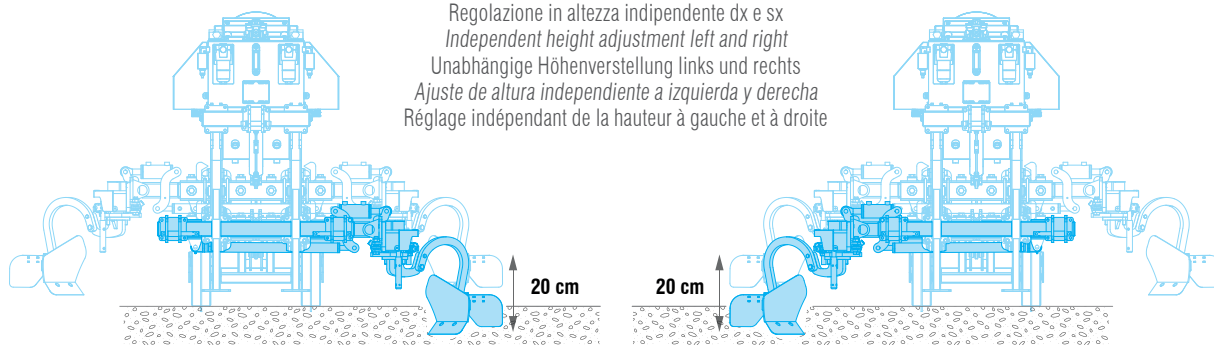 Regolazione in altezza indipendente dx e sx
Independent height adjustment left and right
Unabhängige Höhenverstellung links und rechts
Ajuste de altura independiente a izquierda y derecha
Réglage indépendant de la hauteur à gauche et à droite
20 cm
20 cm